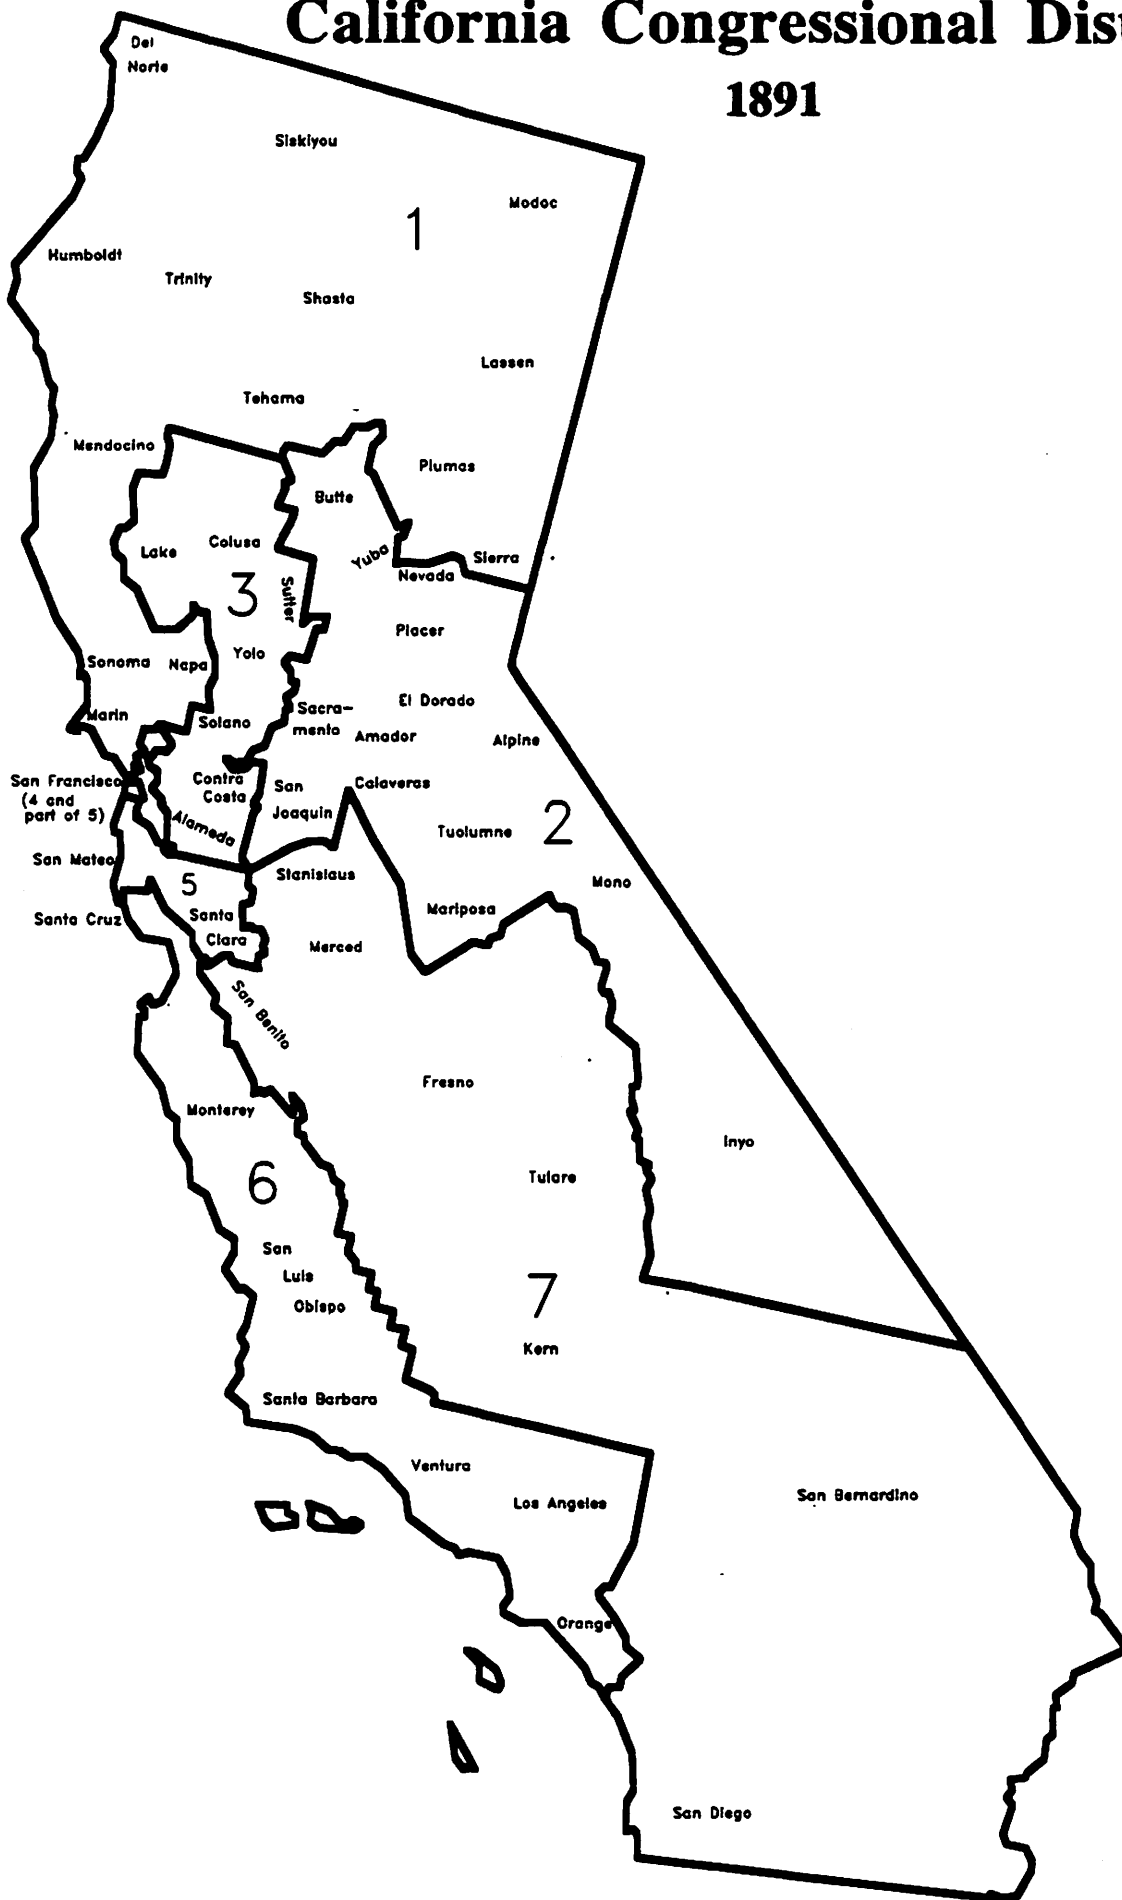 California Congressional Dist
1891
Del
Norte
Siskiyou
Modoc
1
Humboldt
Trinity
Shasta
Lassen
Tehama
Mendocino
Plumas
Butte
Lake
Colusa
Yuba
Sierra
Nevada
3
Sutter
Placer
Sonoma
Napa
Yolo
El Dorado
Marin
Solano
Sacra-
mento
Amador
Alpine
San Francisco
(4 and
part of 5)
Contra
Costa
San
Joaquin
Calaveras
Alameda
Tuolumne
2
San Mateo
5
Stanislaus
Mono
Santa Cruz
Santa
Clara
Mariposa
Merced
San Benito
Fresno
Monterey
Inyo
6
Tulare
San
Luis
Obispo
7
Kern
Santa Barbara
Ventura
Los Angeles
San Bernardino
Orange
San Diego